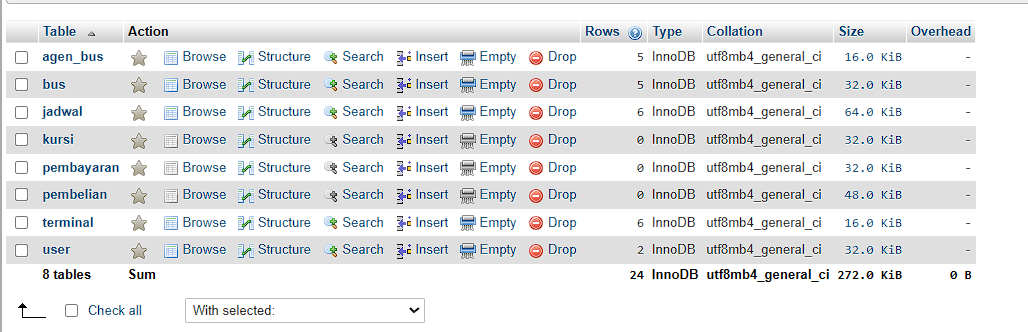 Table Action Rows Type Collation Size Overhead
agen_bus Browse Structure Search Insert Empty Drop 5 InnoDB utf8mb4_general_ci 16.0 KiB -
bus Browse Structure Search Insert Empty Drop 5 InnoDB utf8mb4_general_ci 32.0 KiB -
jadwal Browse Structure Search Insert Empty Drop 6 InnoDB utf8mb4_general_ci 64.0 KiB -
kursi Browse Structure Search Insert Empty Drop 0 InnoDB utf8mb4_general_ci 32.0 KiB -
pembayaran Browse Structure Search Insert Empty Drop 0 InnoDB utf8mb4_general_ci 32.0 KiB -
pembelian Browse Structure Search Insert Empty Drop 0 InnoDB utf8mb4_general_ci 48.0 KiB -
terminal Browse Structure Search Insert Empty Drop 6 InnoDB utf8mb4_general_ci 16.0 KiB -
user Browse Structure Search Insert Empty Drop 2 InnoDB utf8mb4_general_ci 32.0 KiB -
8 tables Sum 24 InnoDB utf8mb4_general_ci 272.0 KiB 0 B
Check all With selected: